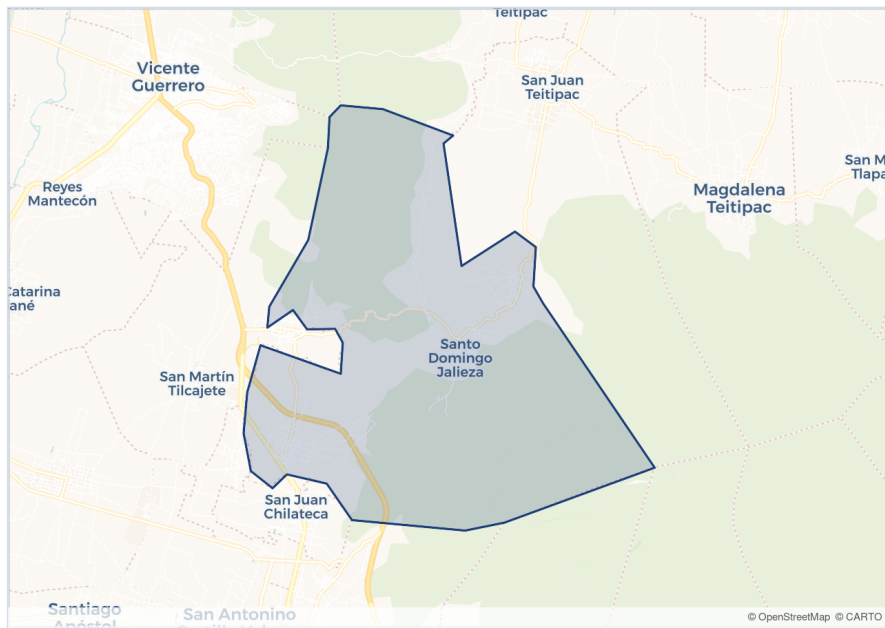 Teitipac
Vicente
Guerrero
San Juan
Teitipac
San M
Tlapa
Reyes
Mantecón
Magdalena
Teitipac
Catarina
ané
Santo
Domingo
Jalieza
San Martín
Tilcajete
San Juan
Chilateca
Santiago
Apóstol
San Antonino
© OpenStreetMap © CARTO